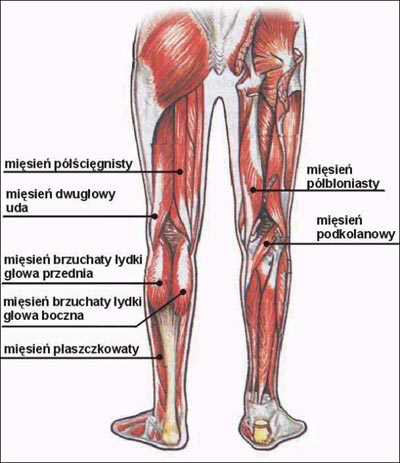 mięsień półścięgnisty
mięsień dwugłowy
uda
mięsień brzuchaty łydki
głowa przednia
mięsień brzuchaty łydki
głowa boczna
mięsień płaszczkowaty
mięsień
półbłoniasty
mięsień
podkolanowy